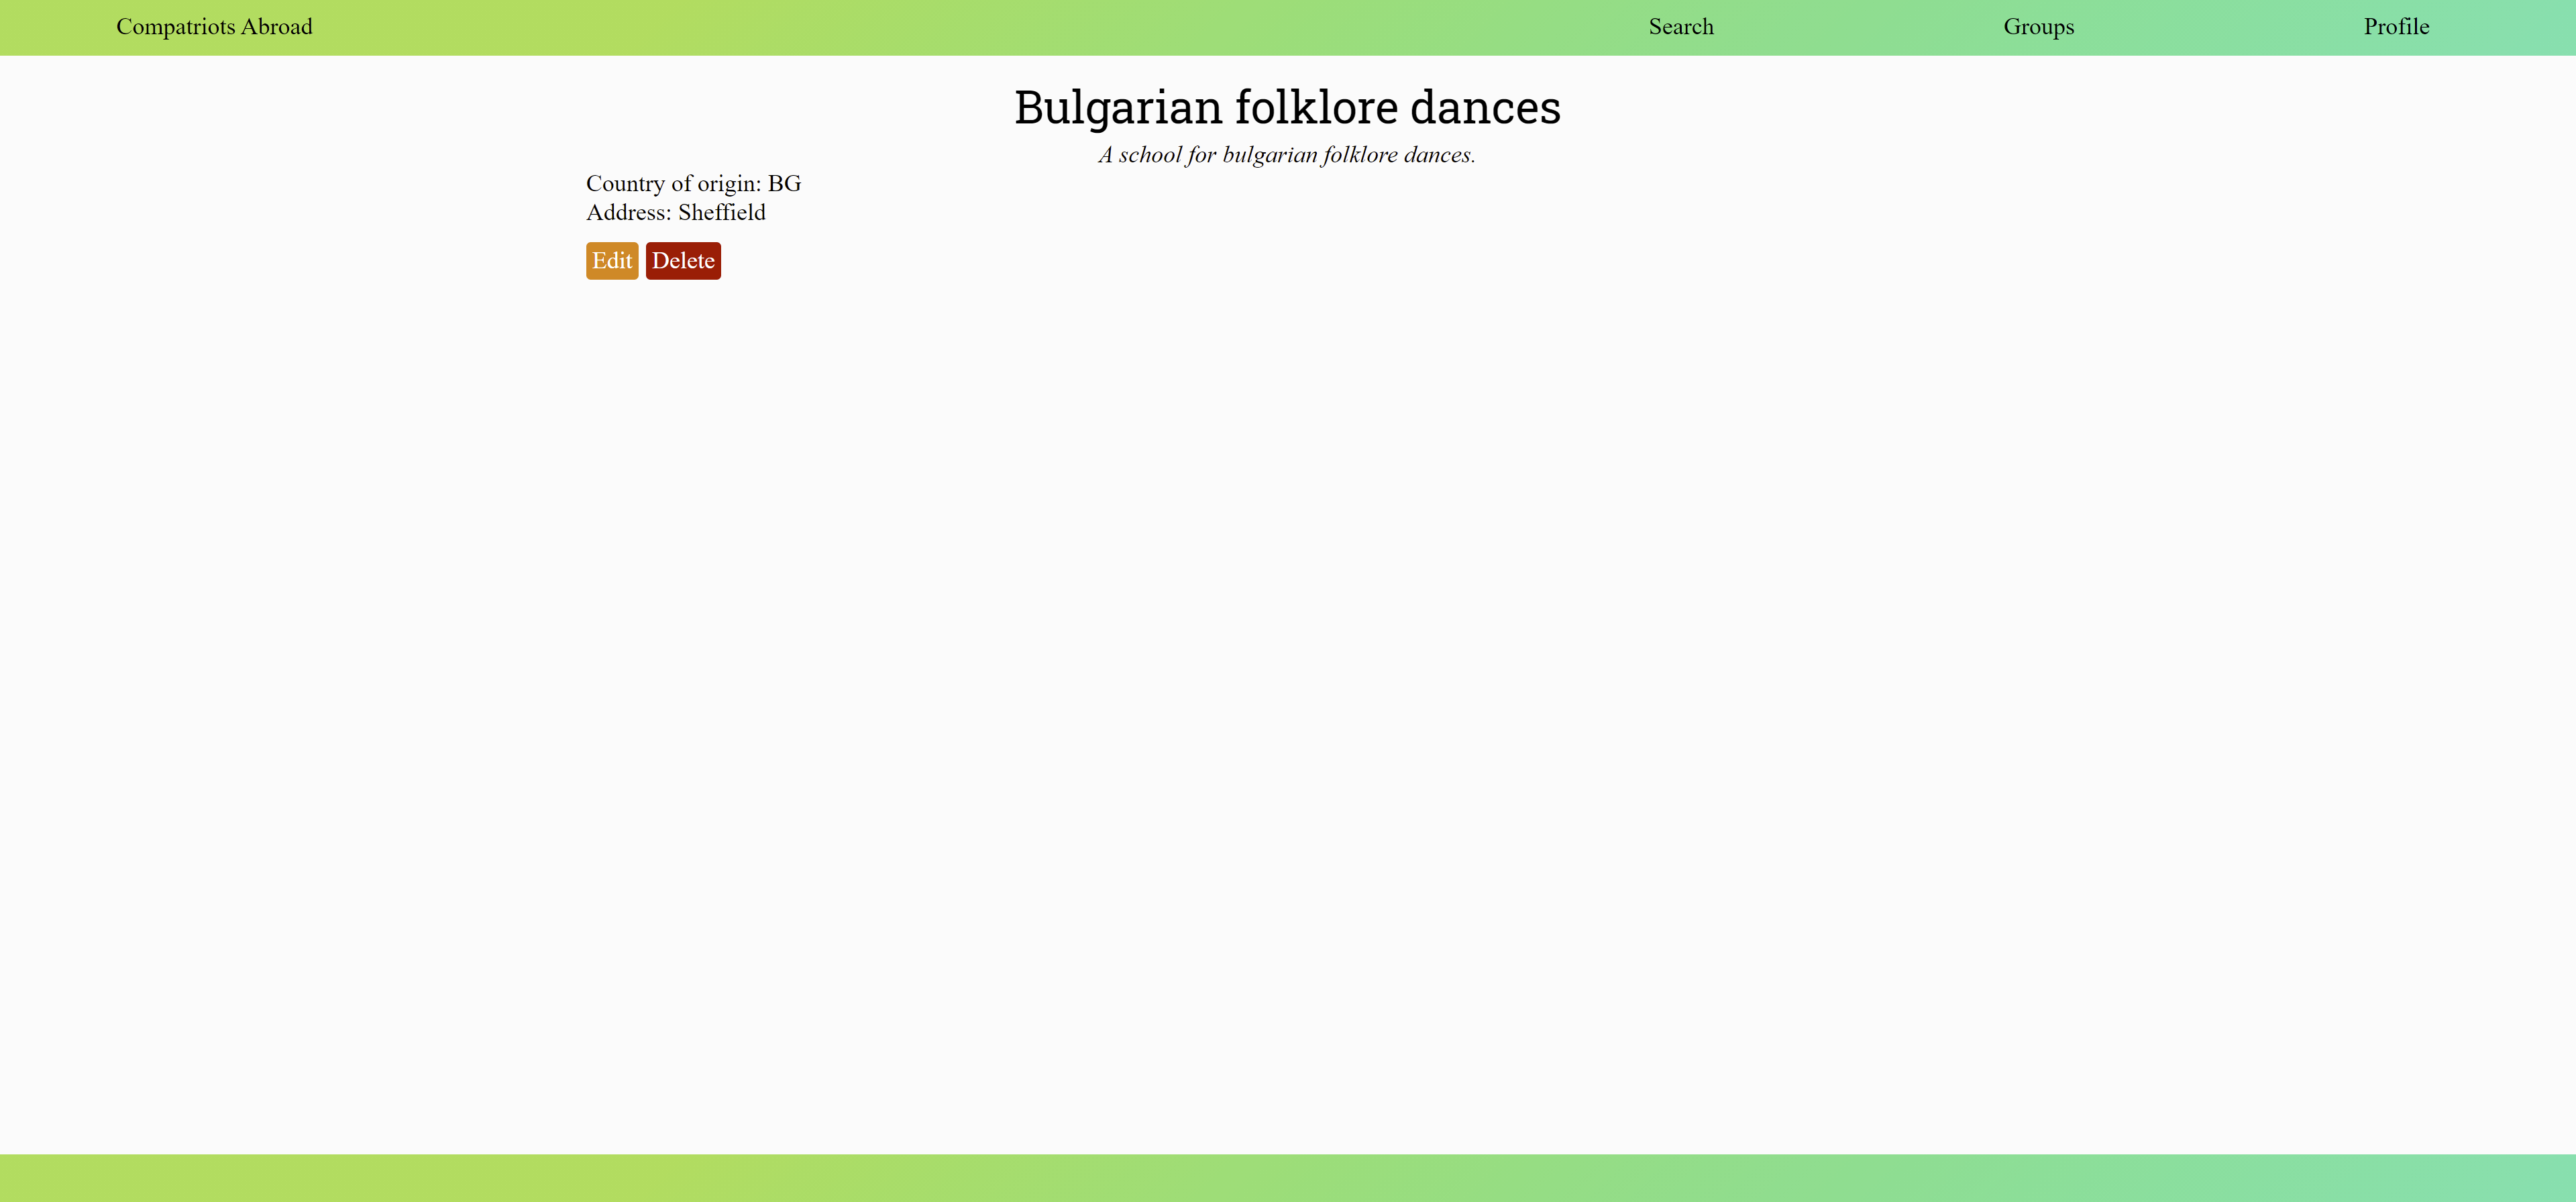 Compatriots Abroad Search Groups Profile
Bulgarian folklore dances
A school for bulgarian folklore dances.
Country of origin: BG
Address: Sheffield
Edit Delete